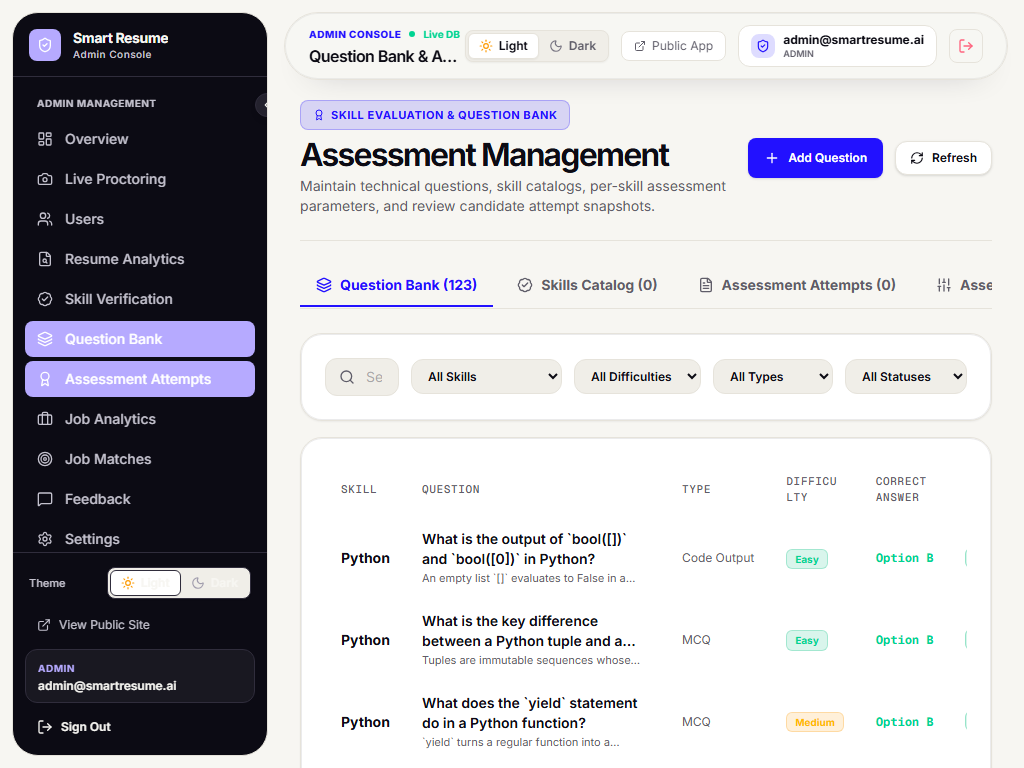 Smart Resume
Admin Console
ADMIN MANAGEMENT
Overview
Live Proctoring
Users
Resume Analytics
Skill Verification
Question Bank
Assessment Attempts
Job Analytics
Job Matches
Feedback
Settings
Theme
Light
Dark
View Public Site
ADMIN
admin@smartresume.ai
Sign Out
ADMIN CONSOLE
Live DB
Question Bank & A...
Light
Dark
Public App
admin@smartresume.ai
ADMIN
SKILL EVALUATION & QUESTION BANK
Assessment Management
Maintain technical questions, skill catalogs, per-skill assessment
parameters, and review candidate attempt snapshots.
Add Question
Refresh
Question Bank (123)
Skills Catalog (0)
Assessment Attempts (0)
Asse
Se
All Skills
All Difficulties
All Types
All Statuses
SKILL
QUESTION
TYPE
DIFFICU
LTY
CORRECT
ANSWER
Python
What is the output of `bool([])`
and `bool([0])` in Python?
An empty list `[]` evaluates to False in a...
Code Output
Easy
Option B
Python
What is the key difference
between a Python tuple and a...
Tuples are immutable sequences whose...
MCQ
Easy
Option B
Python
What does the `yield` statement
do in a Python function?
`yield` turns a regular function into a...
MCQ
Medium
Option B